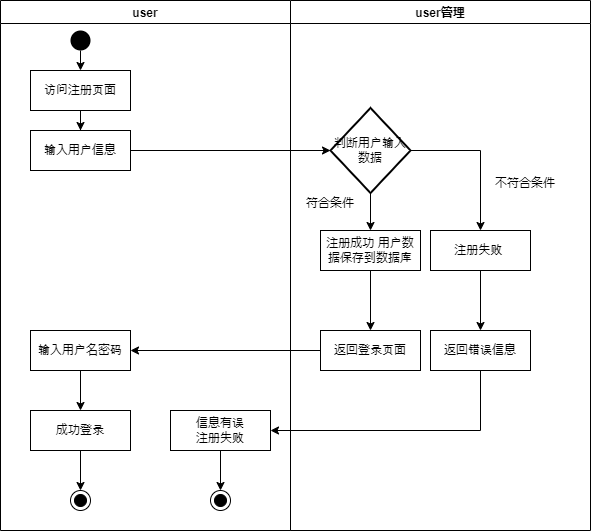 user
user管理
访问注册页面
输入用户信息
判断用户输入
数据
符合条件
不符合条件
注册成功 用户数
据保存到数据库
注册失败
输入用户名密码
返回登录页面
返回错误信息
成功登录
信息有误
注册失败